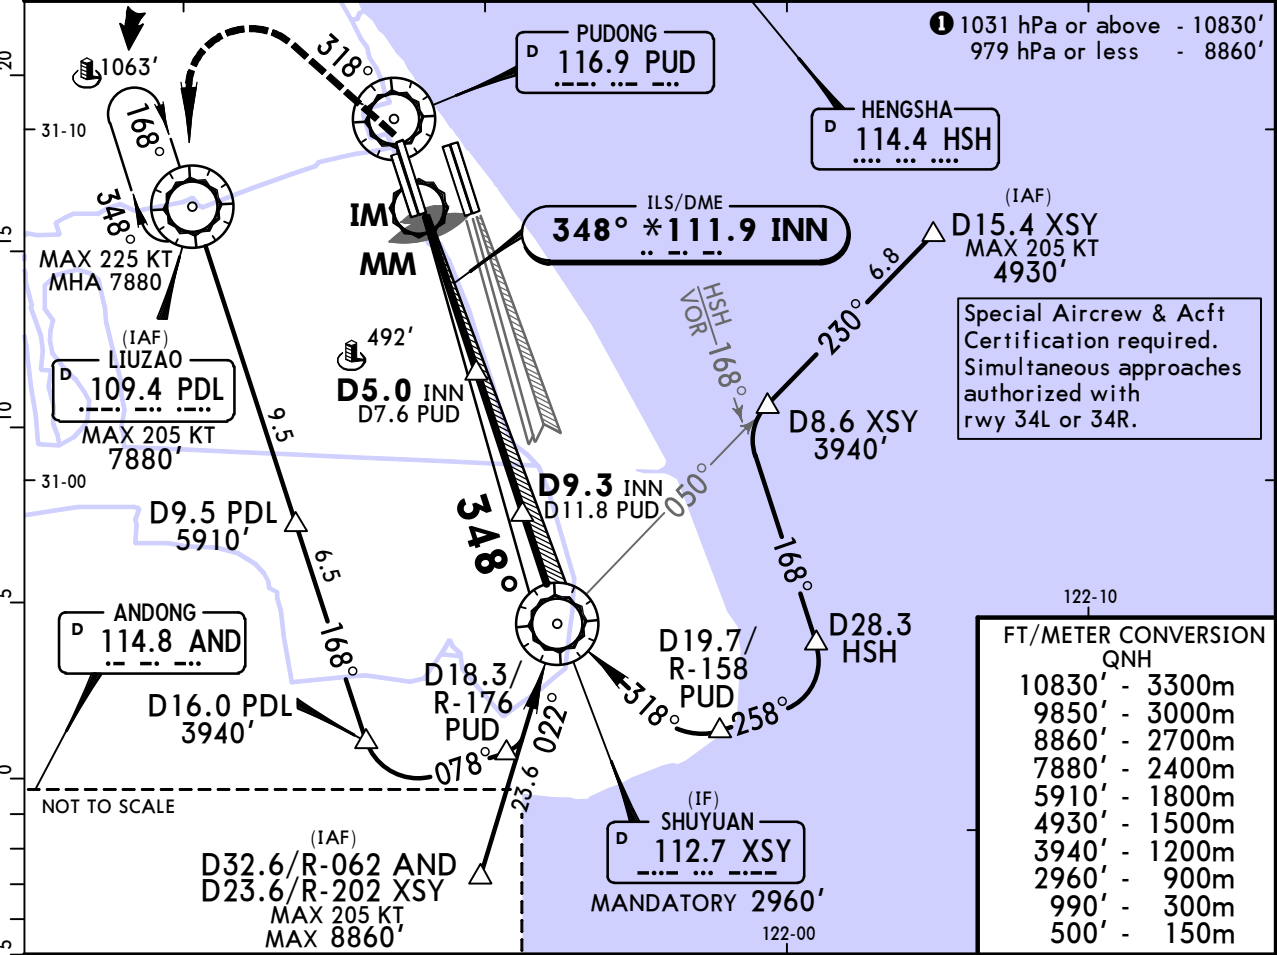 ❶ 1031 hPa or above - 10830'
979 hPa or less - 8860'
PUDONG
D 116.9 PUD
HENGSHA
D 114.4 HSH
318°
1063'
168°
348°
20
31-10
15
10
31-00
5
0
5
MAX 225 KT
MHA 7880
(IAF)
LIUZAO
D 109.4 PDL
MAX 205 KT
7880'
IM
MM
ILS/DME
348° *111.9 INN
(IAF)
D15.4 XSY
MAX 205 KT
4930'
6.8
230°
Special Aircrew & Acft
Certification required.
Simultaneous approaches
authorized with
rwy 34L or 34R.
HSH
VOR
168°
492'
D5.0 INN
D7.6 PUD
D8.6 XSY
3940'
9.5
D9.3 INN
D11.8 PUD
050°
348°
D9.5 PDL
5910'
6.5
168°
168°
ANDONG
D 114.8 AND
D16.0 PDL
3940'
D18.3/
R-176
PUD
078°
022°
23.6
D19.7/
R-158
PUD
318°
258°
D28.3
HSH
122-10
NOT TO SCALE
(IAF)
D32.6/R-062 AND
D23.6/R-202 XSY
MAX 205 KT
MAX 8860'
(IF)
SHUYUAN
D 112.7 XSY
MANDATORY 2960'
122-00
FT/METER CONVERSION
QNH
10830' - 3300m
9850' - 3000m
8860' - 2700m
7880' - 2400m
5910' - 1800m
4930' - 1500m
3940' - 1200m
2960' - 900m
990' - 300m
500' - 150m